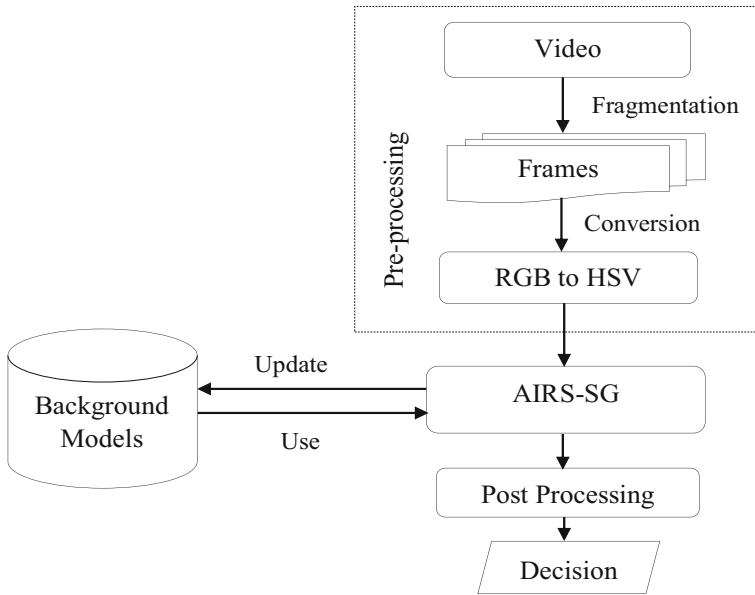 Video
Fragmentation
Frames
Conversion
RGB to HSV
Pre-processing
Update
AIRS-SG
Background
Models
Use
Post Processing
Decision